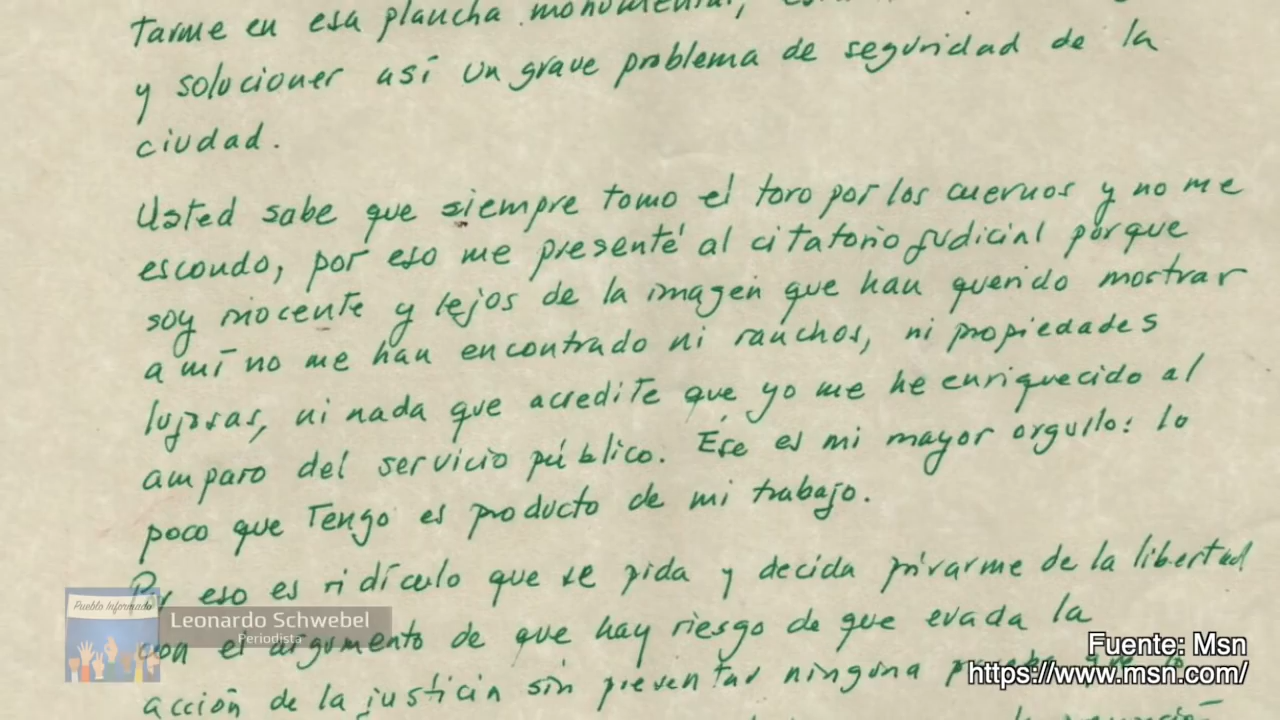 tarme en esa plancha monumental,
y solucioner así un grave problema de seguridad de la
ciudad.
Usted sabe que siempre tomo el toro por los cuernos y no me
escondo, por eso me presenté al citatorio judicial porque
soy inocente y lejos de la imagen que han querido mostrar
a mí no me han encontrado ni ranchos, ni propiedades
lujosas, ni nada que acredite que yo me he enriquecido al
amparo del servicio público. Ése es mi mayor orgullo: lo
poco que tengo es producto de mi trabajo.
Por eso es ridículo que se pida y decida privarme de la libertad
con el argumento de que hay riesgo de que evada la
acción de la justicia sin presentar ninguna
Pueblo Informado
Leonardo Schwebel
Periodista
Fuente: Msn
https://www.msn.com/